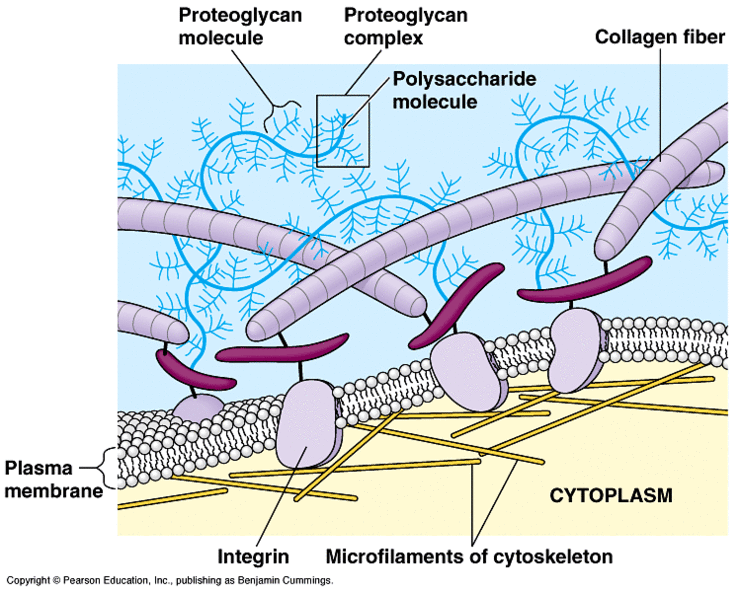 Proteoglycan
molecule
Proteoglycan
complex
Collagen fiber
Polysaccharide
molecule
Plasma
membrane
CYTOPLASM
Integrin
Microfilaments of cytoskeleton
Copyright © Pearson Education, Inc., publishing as Benjamin Cummings.